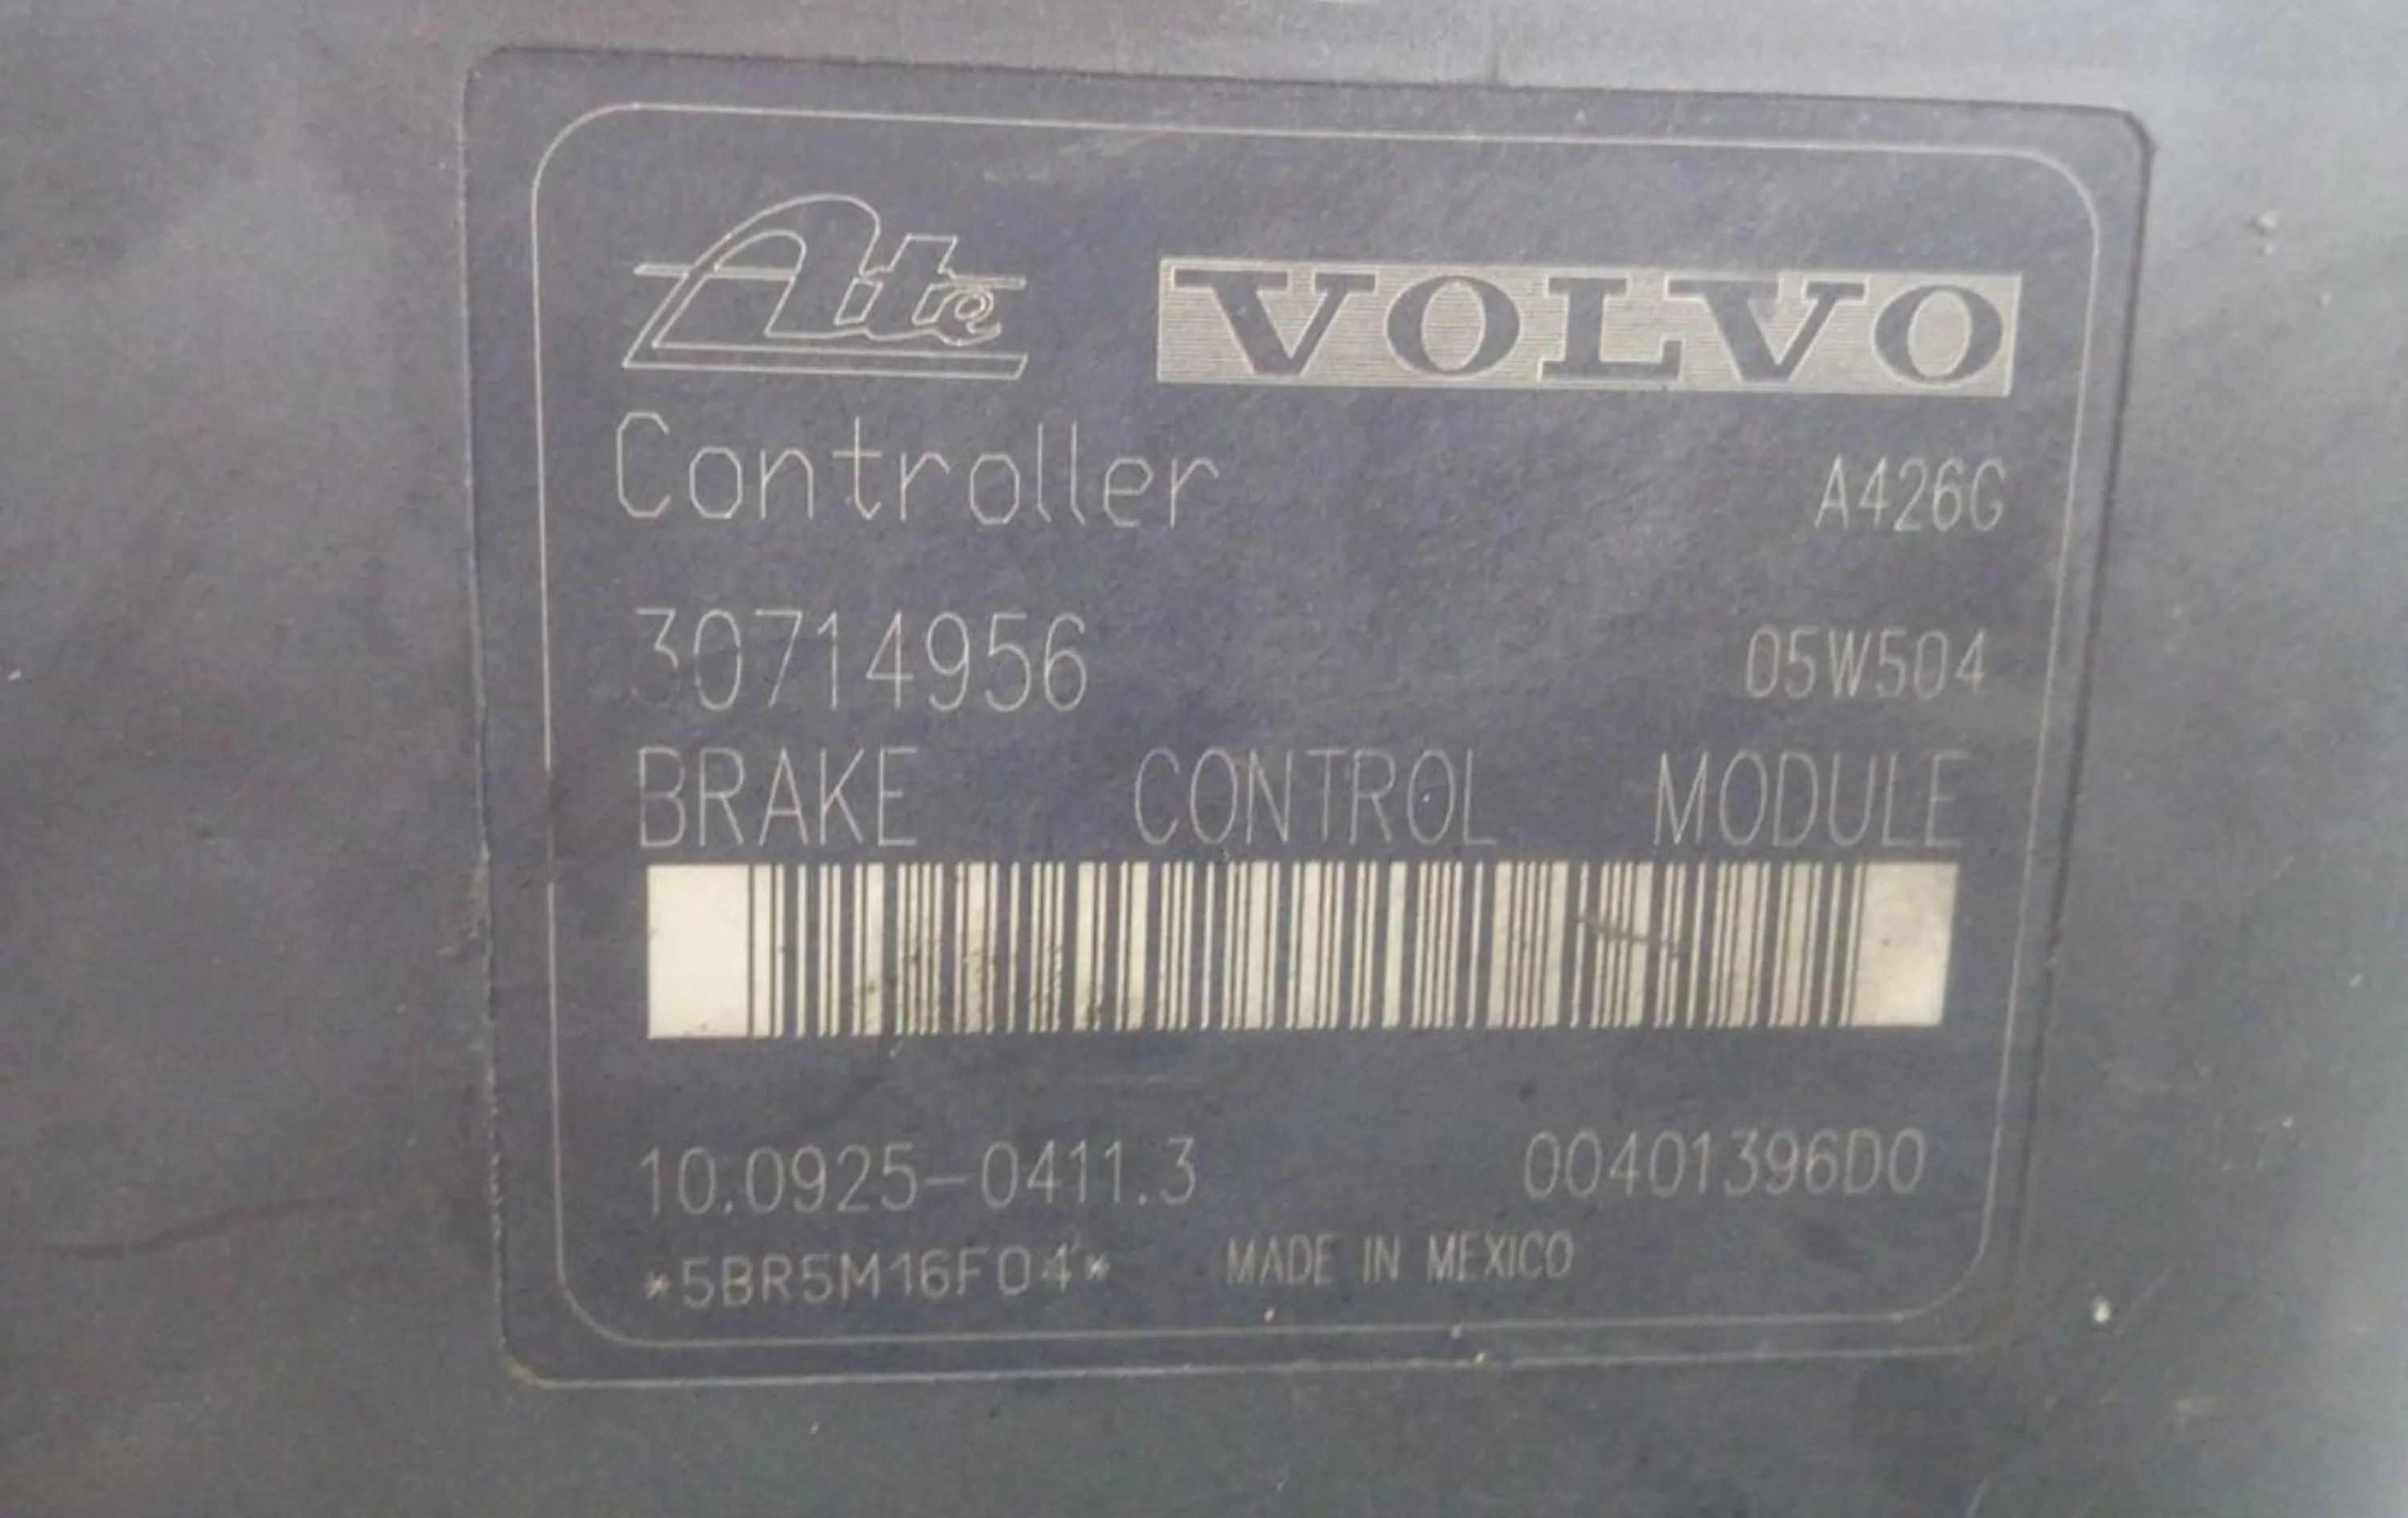 Ate VOLVO
Controller A426G
30714956 05W504
BRAKE CONTROL MODULE
10.0925-0411.3 00401396D0
*5BR5M16F04* MADE IN MEXICO